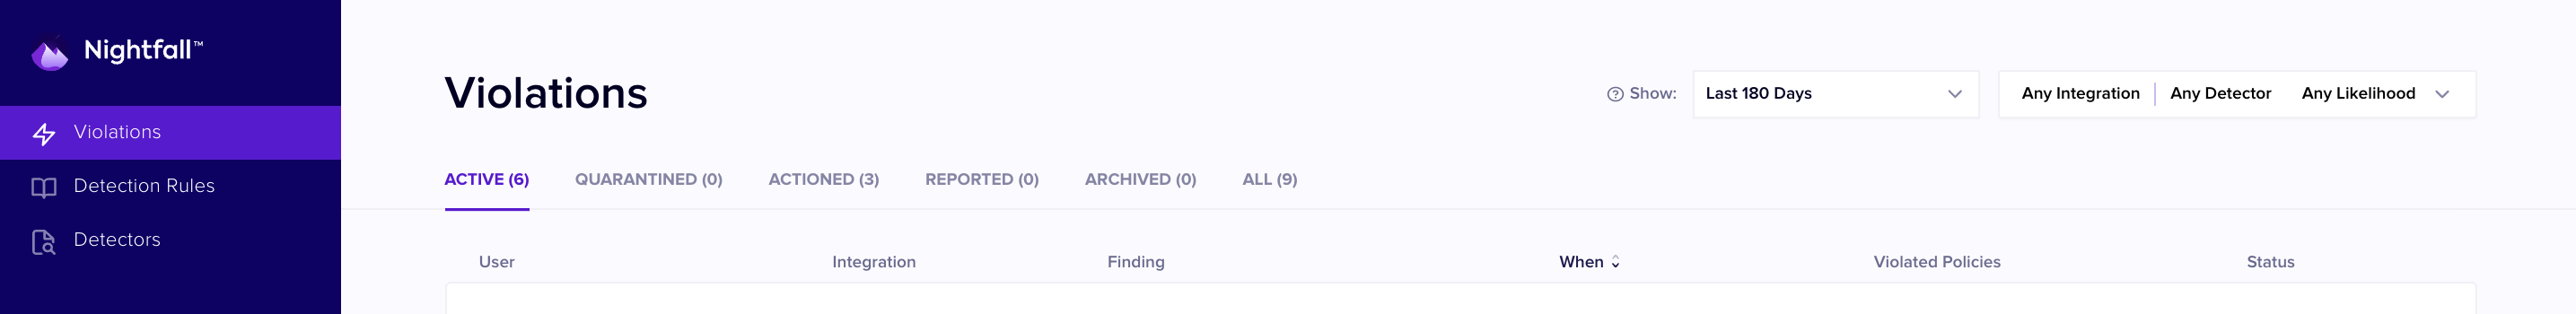 Nightfall™
Violations
Detection Rules
Detectors
Violations
Show: Last 180 Days Any Integration Any Detector Any Likelihood
ACTIVE (6) QUARANTINED (0) ACTIONED (3) REPORTED (0) ARCHIVED (0) ALL (9)
User Integration Finding When Violated Policies Status